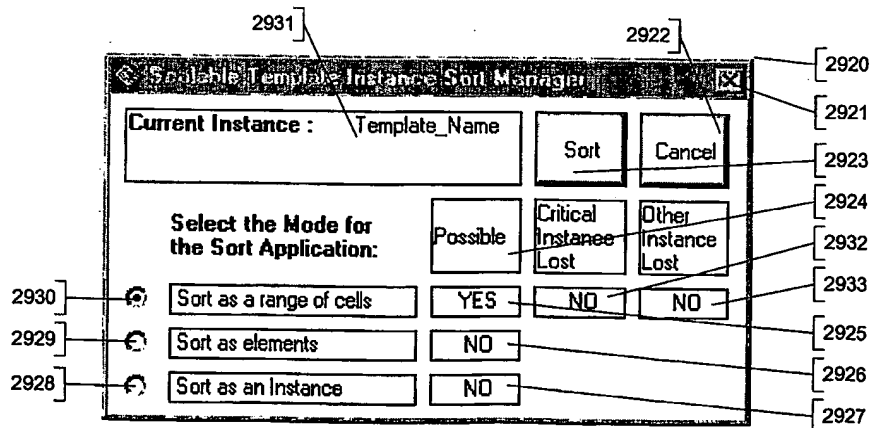 2931
2922
2920
Scalable Template Instance Sort Manager
2921
Current Instance : Template_Name
Sort
Cancel
2923
2924
Select the Mode for
the Sort Application:
Possible
Critical
Instance
Lost
Other
Instance
Lost
2932
2930
Sort as a range of cells
YES
NO
NO
2933
2925
2929
Sort as elements
NO
2926
2928
Sort as an Instance
NO
2927